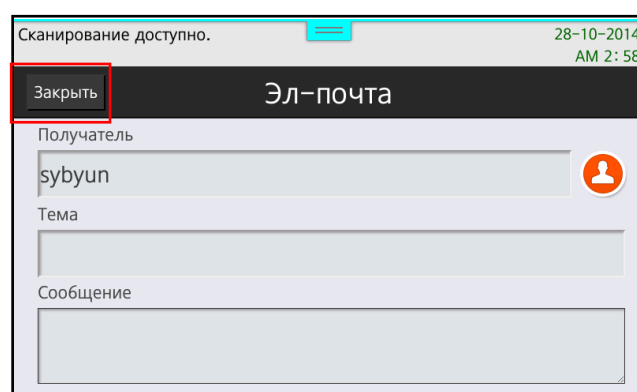 Сканирование доступно.
28-10-2014
AM 2:58
Закрыть
Эл-почта
Получатель
sybyun
Тема
Сообщение